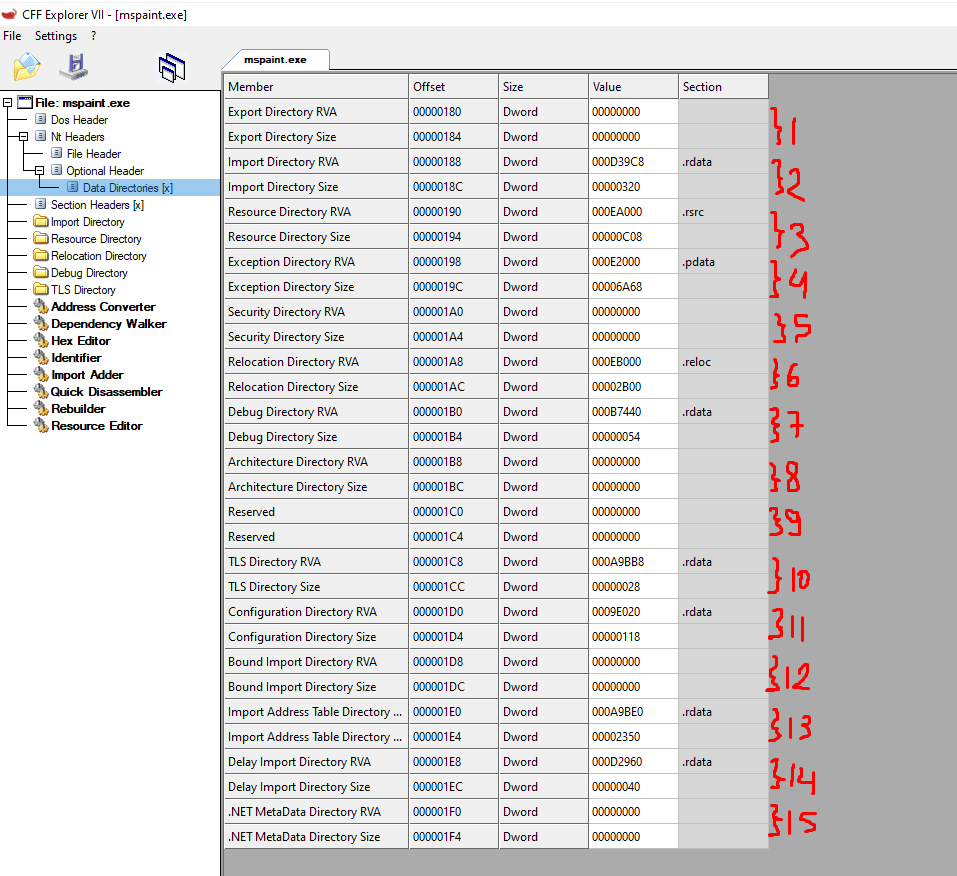 CFF Explorer VII - [mspaint.exe]
File Settings ?
mspaint.exe
File: mspaint.exe
Dos Header
Nt Headers
File Header
Optional Header
Data Directories [x]
Section Headers [x]
Import Directory
Resource Directory
Relocation Directory
Debug Directory
TLS Directory
Address Converter
Dependency Walker
Hex Editor
Identifier
Import Adder
Quick Disassembler
Rebuilder
Resource Editor
Member Offset Size Value Section
Export Directory RVA 00000180 Dword 00000000
Export Directory Size 00000184 Dword 00000000
}1
Import Directory RVA 00000188 Dword 000D39C8 .rdata
Import Directory Size 0000018C Dword 00000320
}2
Resource Directory RVA 00000190 Dword 000EA000 .rsrc
Resource Directory Size 00000194 Dword 00000C08
}3
Exception Directory RVA 00000198 Dword 000E2000 .pdata
Exception Directory Size 0000019C Dword 00006A68
}4
Security Directory RVA 000001A0 Dword 00000000
Security Directory Size 000001A4 Dword 00000000
}5
Relocation Directory RVA 000001A8 Dword 000EB000 .reloc
Relocation Directory Size 000001AC Dword 00002B00
}6
Debug Directory RVA 000001B0 Dword 000B7440 .rdata
Debug Directory Size 000001B4 Dword 00000054
}7
Architecture Directory RVA 000001B8 Dword 00000000
Architecture Directory Size 000001BC Dword 00000000
}8
Reserved 000001C0 Dword 00000000
Reserved 000001C4 Dword 00000000
}9
TLS Directory RVA 000001C8 Dword 000A9BB8 .rdata
TLS Directory Size 000001CC Dword 00000028
}10
Configuration Directory RVA 000001D0 Dword 0009E020 .rdata
Configuration Directory Size 000001D4 Dword 00000118
}11
Bound Import Directory RVA 000001D8 Dword 00000000
Bound Import Directory Size 000001DC Dword 00000000
}12
Import Address Table Directory ... 000001E0 Dword 000A9BE0 .rdata
Import Address Table Directory ... 000001E4 Dword 00002350
}13
Delay Import Directory RVA 000001E8 Dword 000D2960 .rdata
Delay Import Directory Size 000001EC Dword 00000040
}14
.NET MetaData Directory RVA 000001F0 Dword 00000000
.NET MetaData Directory Size 000001F4 Dword 00000000
}15